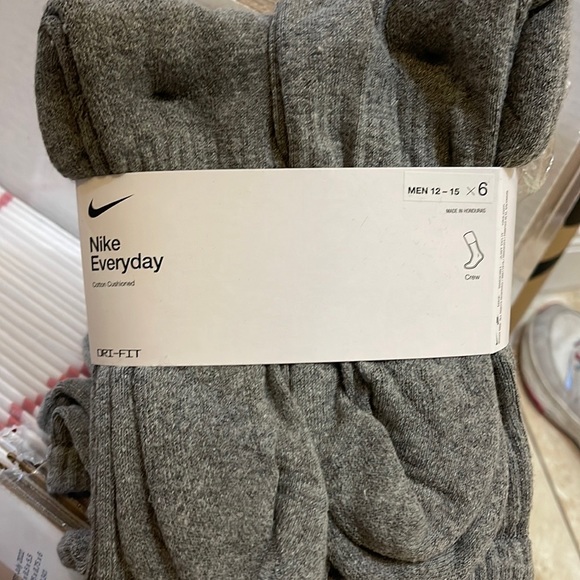 MEN 12 - 15 ×6
MADE IN HONDURAS
Nike
Everyday
Cotton Cushioned
Crew
DRI-FIT